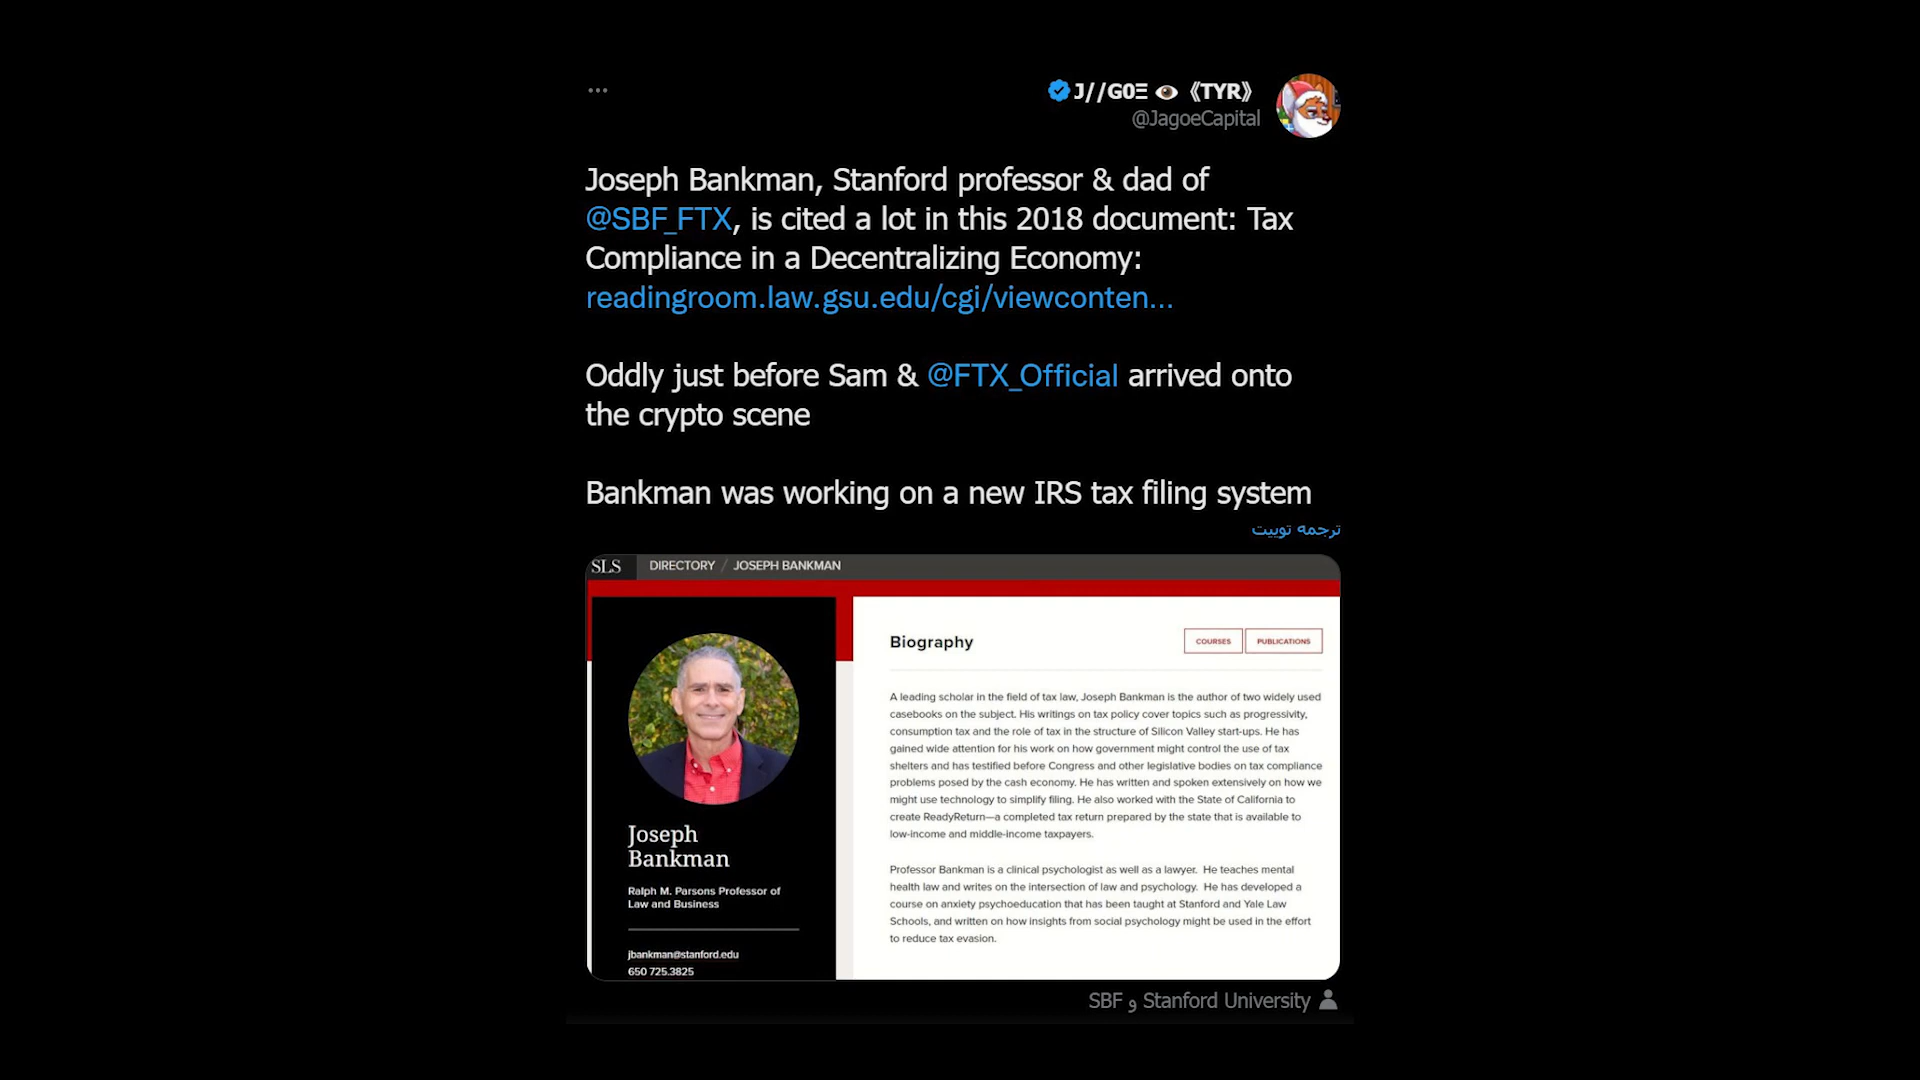 J//G0Ξ 👁 《TYR》
@JagoeCapital
Joseph Bankman, Stanford professor & dad of
@SBF_FTX, is cited a lot in this 2018 document: Tax
Compliance in a Decentralizing Economy:
readingroom.law.gsu.edu/cgi/viewconten...
Oddly just before Sam & @FTX_Official arrived onto
the crypto scene
Bankman was working on a new IRS tax filing system
ترجمه توییت
SLS
DIRECTORY / JOSEPH BANKMAN
Joseph
Bankman
Ralph M. Parsons Professor of
Law and Business
jbankman@stanford.edu
650 725.3825
Biography
COURSES
PUBLICATIONS
A leading scholar in the field of tax law, Joseph Bankman is the author of two widely used
casebooks on the subject. His writings on tax policy cover topics such as progressivity,
consumption tax and the role of tax in the structure of Silicon Valley start-ups. He has
gained wide attention for his work on how government might control the use of tax
shelters and has testified before Congress and other legislative bodies on tax compliance
problems posed by the cash economy. He has written and spoken extensively on how we
might use technology to simplify filing. He also worked with the State of California to
create ReadyReturn—a completed tax return prepared by the state that is available to
low-income and middle-income taxpayers.
Professor Bankman is a clinical psychologist as well as a lawyer. He teaches mental
health law and writes on the intersection of law and psychology. He has developed a
course on anxiety psychoeducation that has been taught at Stanford and Yale Law
Schools, and written on how insights from social psychology might be used in the effort
to reduce tax evasion.
SBF و Stanford University